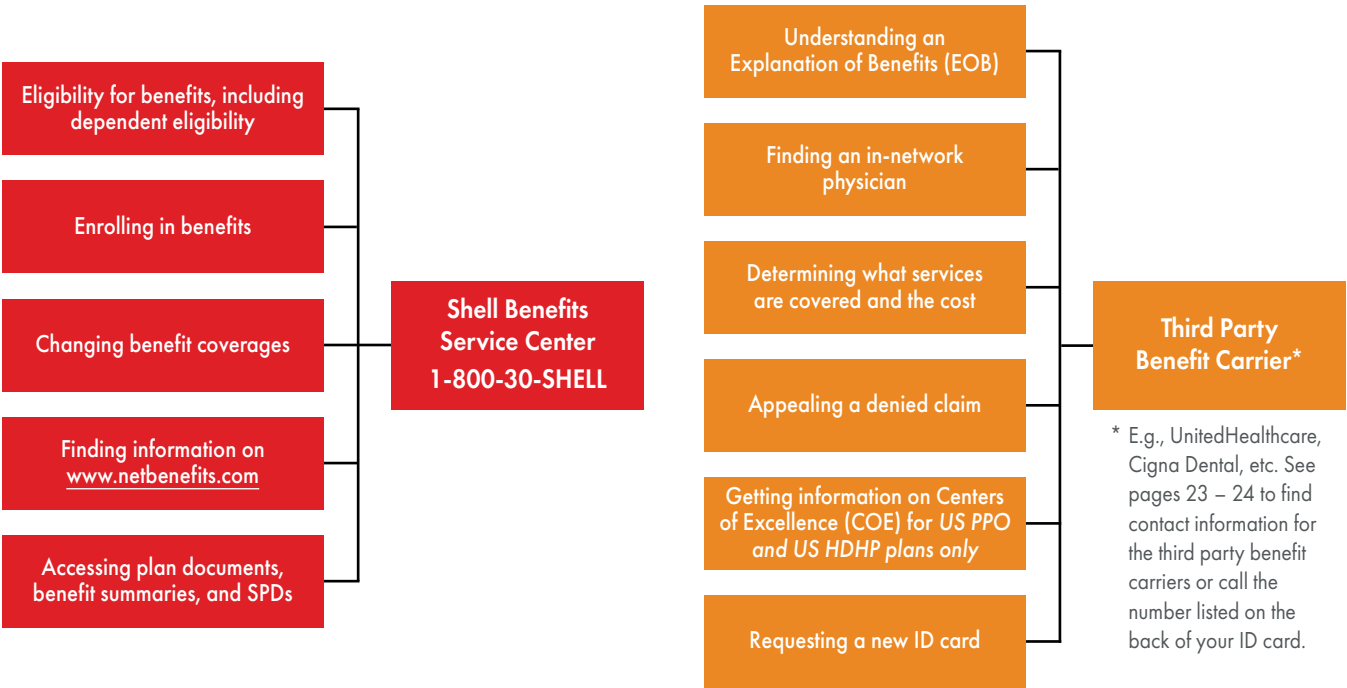 Eligibility for benefits, including
dependent eligibility
Enrolling in benefits
Changing benefit coverages
Finding information on
www.netbenefits.com
Accessing plan documents,
benefit summaries, and SPDs
Shell Benefits
Service Center
1-800-30-SHELL
Understanding an
Explanation of Benefits (EOB)
Finding an in-network
physician
Determining what services
are covered and the cost
Appealing a denied claim
Getting information on Centers
of Excellence (COE) for US PPO
and US HDHP plans only
Requesting a new ID card
Third Party
Benefit Carrier*
* E.g., UnitedHealthcare,
Cigna Dental, etc. See
pages 23 – 24 to find
contact information for
the third party benefit
carriers or call the
number listed on the
back of your ID card.